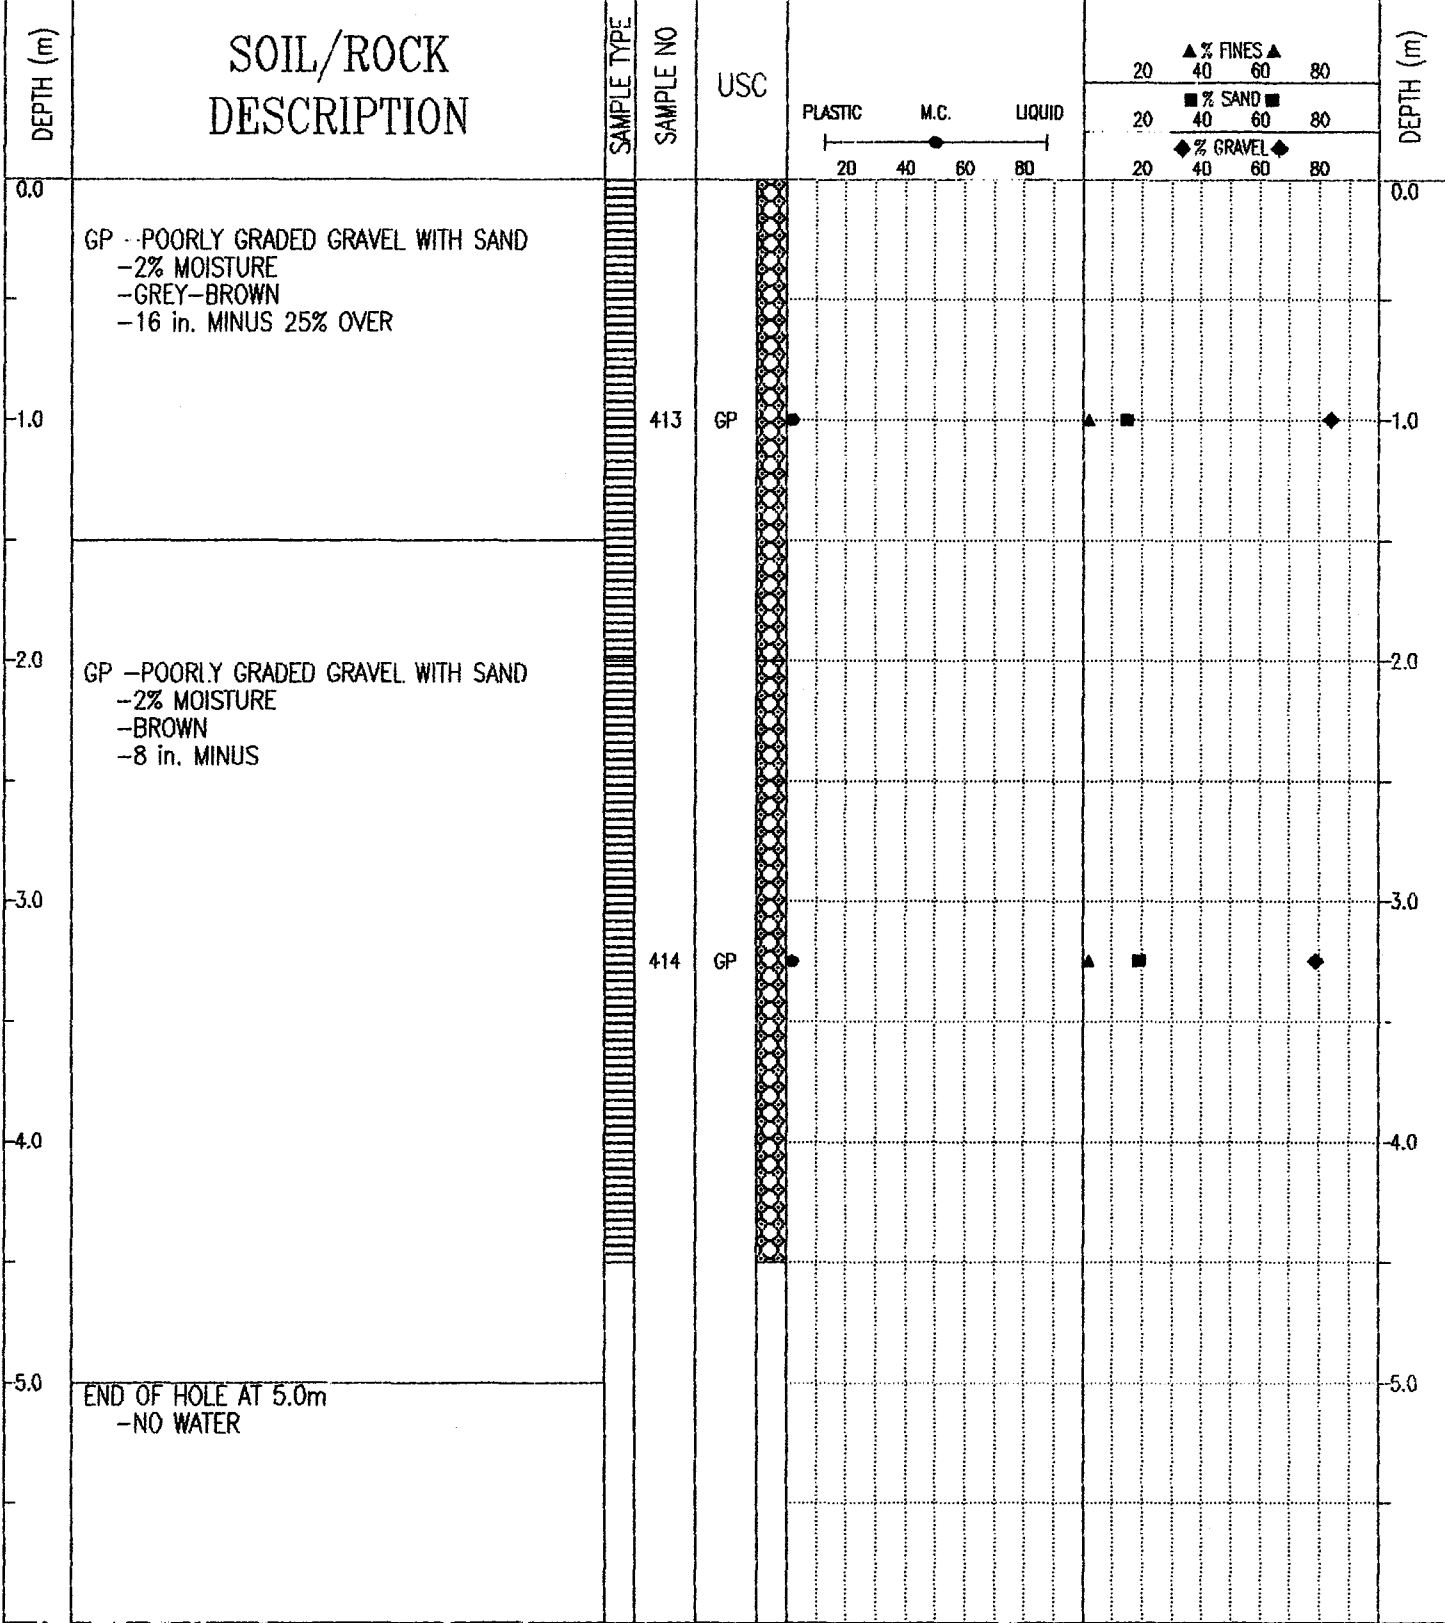 DEPTH (m)
SOIL/ROCK
DESCRIPTION
SAMPLE TYPE
SAMPLE NO
USC
PLASTIC M.C. LIQUID
20 40 60 80
▲ % FINES ▲
20 40 60 80
■ % SAND ■
20 40 60 80
◆ % GRAVEL ◆
20 40 60 80
DEPTH (m)
0.0 0.0
GP -POORLY GRADED GRAVEL WITH SAND
-2% MOISTURE
-GREY-BROWN
-16 in. MINUS 25% OVER
-1.0 413 GP -1.0
-2.0 -2.0
GP -POORLY GRADED GRAVEL WITH SAND
-2% MOISTURE
-BROWN
-8 in. MINUS
-3.0 -3.0
414 GP
-4.0 -4.0
-5.0 -5.0
END OF HOLE AT 5.0m
-NO WATER